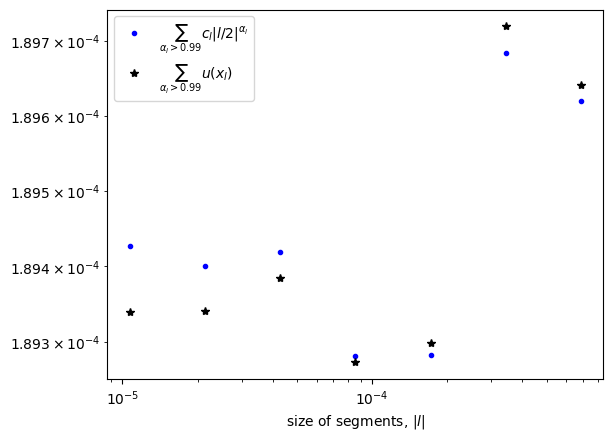 1.897 × 10⁻⁴
1.896 × 10⁻⁴
1.895 × 10⁻⁴
1.894 × 10⁻⁴
1.893 × 10⁻⁴
∑ c_l|l/2|^{α_l}
α_l>0.99
∑ u(x_l)
α_l>0.99
10⁻⁵
10⁻⁴
size of segments, |l|